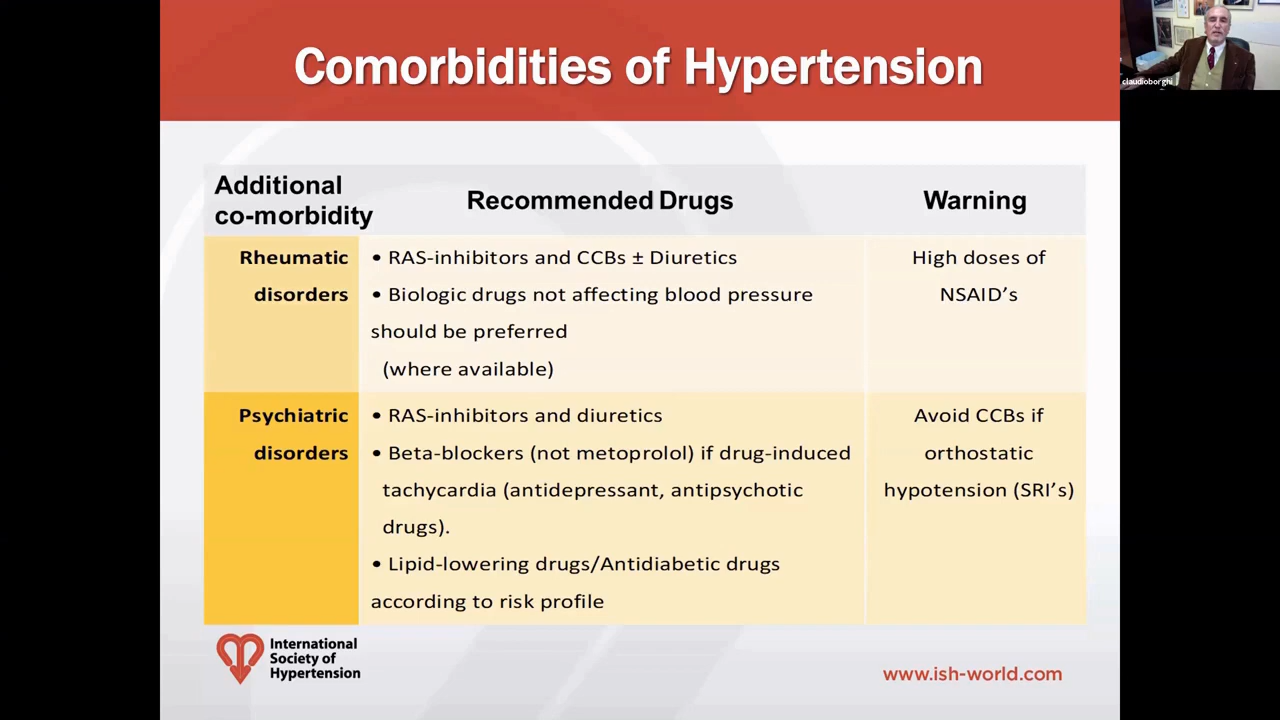 Comorbidities of Hypertension
claudioborghi
Additional
co-morbidity
Recommended Drugs
Warning
Rheumatic
disorders
• RAS-inhibitors and CCBs ± Diuretics
• Biologic drugs not affecting blood pressure
should be preferred
(where available)
High doses of
NSAID’s
Psychiatric
disorders
• RAS-inhibitors and diuretics
• Beta-blockers (not metoprolol) if drug-induced
tachycardia (antidepressant, antipsychotic
drugs).
• Lipid-lowering drugs/Antidiabetic drugs
according to risk profile
Avoid CCBs if
orthostatic
hypotension (SRI’s)
International
Society of
Hypertension
www.ish-world.com